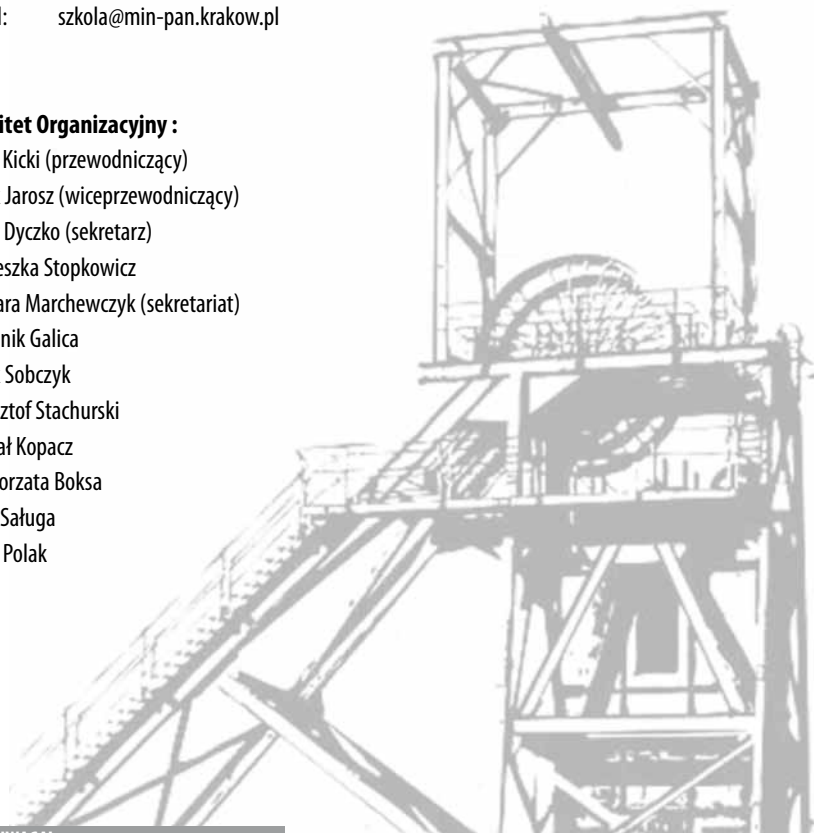 l: szkola@min-pan.krakow.pl
itet Organizacyjny :
Kicki (przewodniczący)
Jarosz (wiceprzewodniczący)
Dyczko (sekretarz)
eszka Stopkowicz
ara Marchewczyk (sekretariat)
nik Galica
Sobczyk
sztof Stachurski
ał Kopacz
orzata Boksa
Saługa
Polak